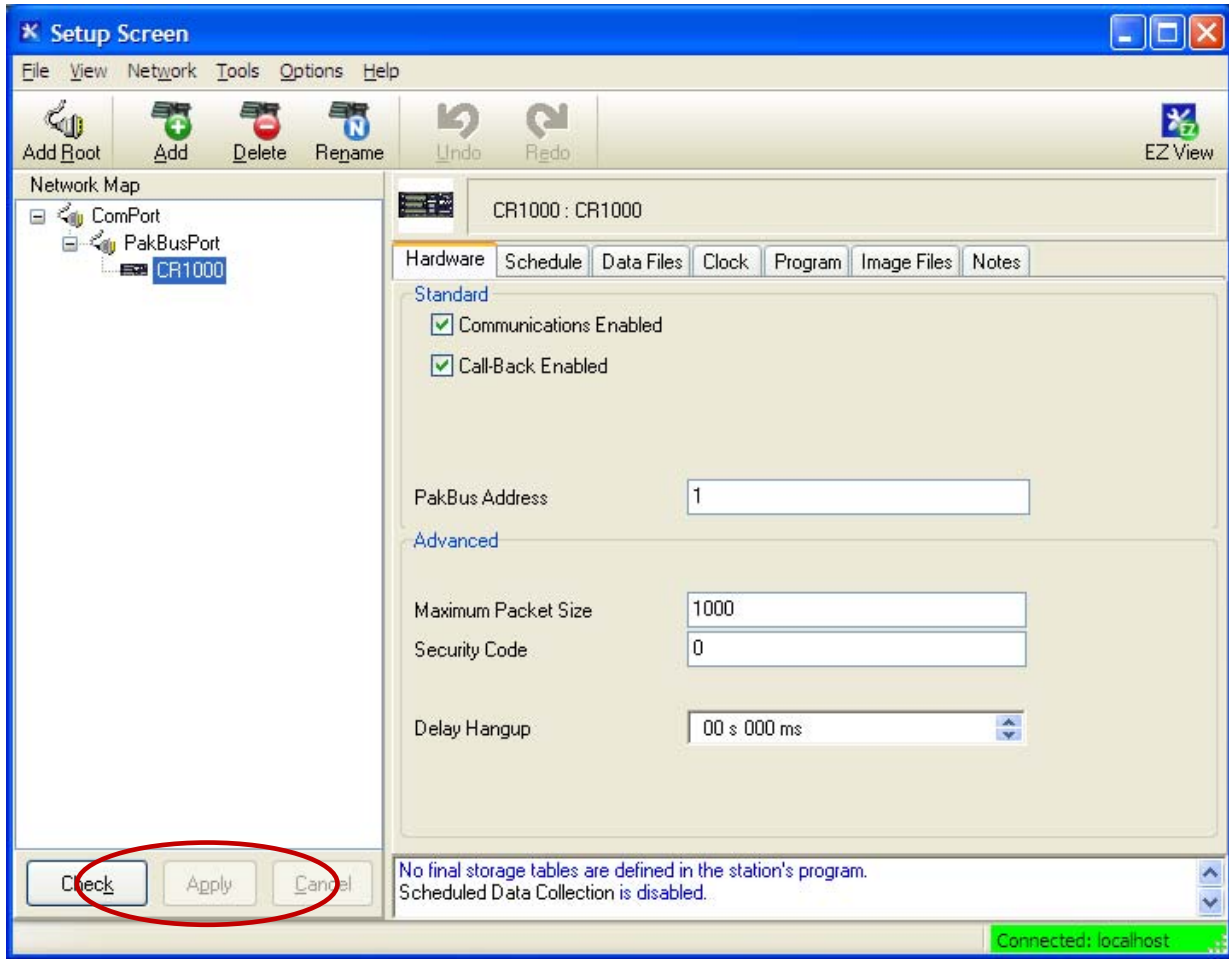 Setup Screen
File View Network Tools Options Help
Add Root Add Delete Rename Undo Redo EZ View
Network Map
ComPort
PakBusPort
CR1000
CR1000 : CR1000
Hardware Schedule Data Files Clock Program Image Files Notes
Standard
Communications Enabled
Call-Back Enabled
PakBus Address 1
Advanced
Maximum Packet Size 1000
Security Code 0
Delay Hangup 00 s 000 ms
Check Apply Cancel
No final storage tables are defined in the station's program.
Scheduled Data Collection is disabled.
Connected: localhost